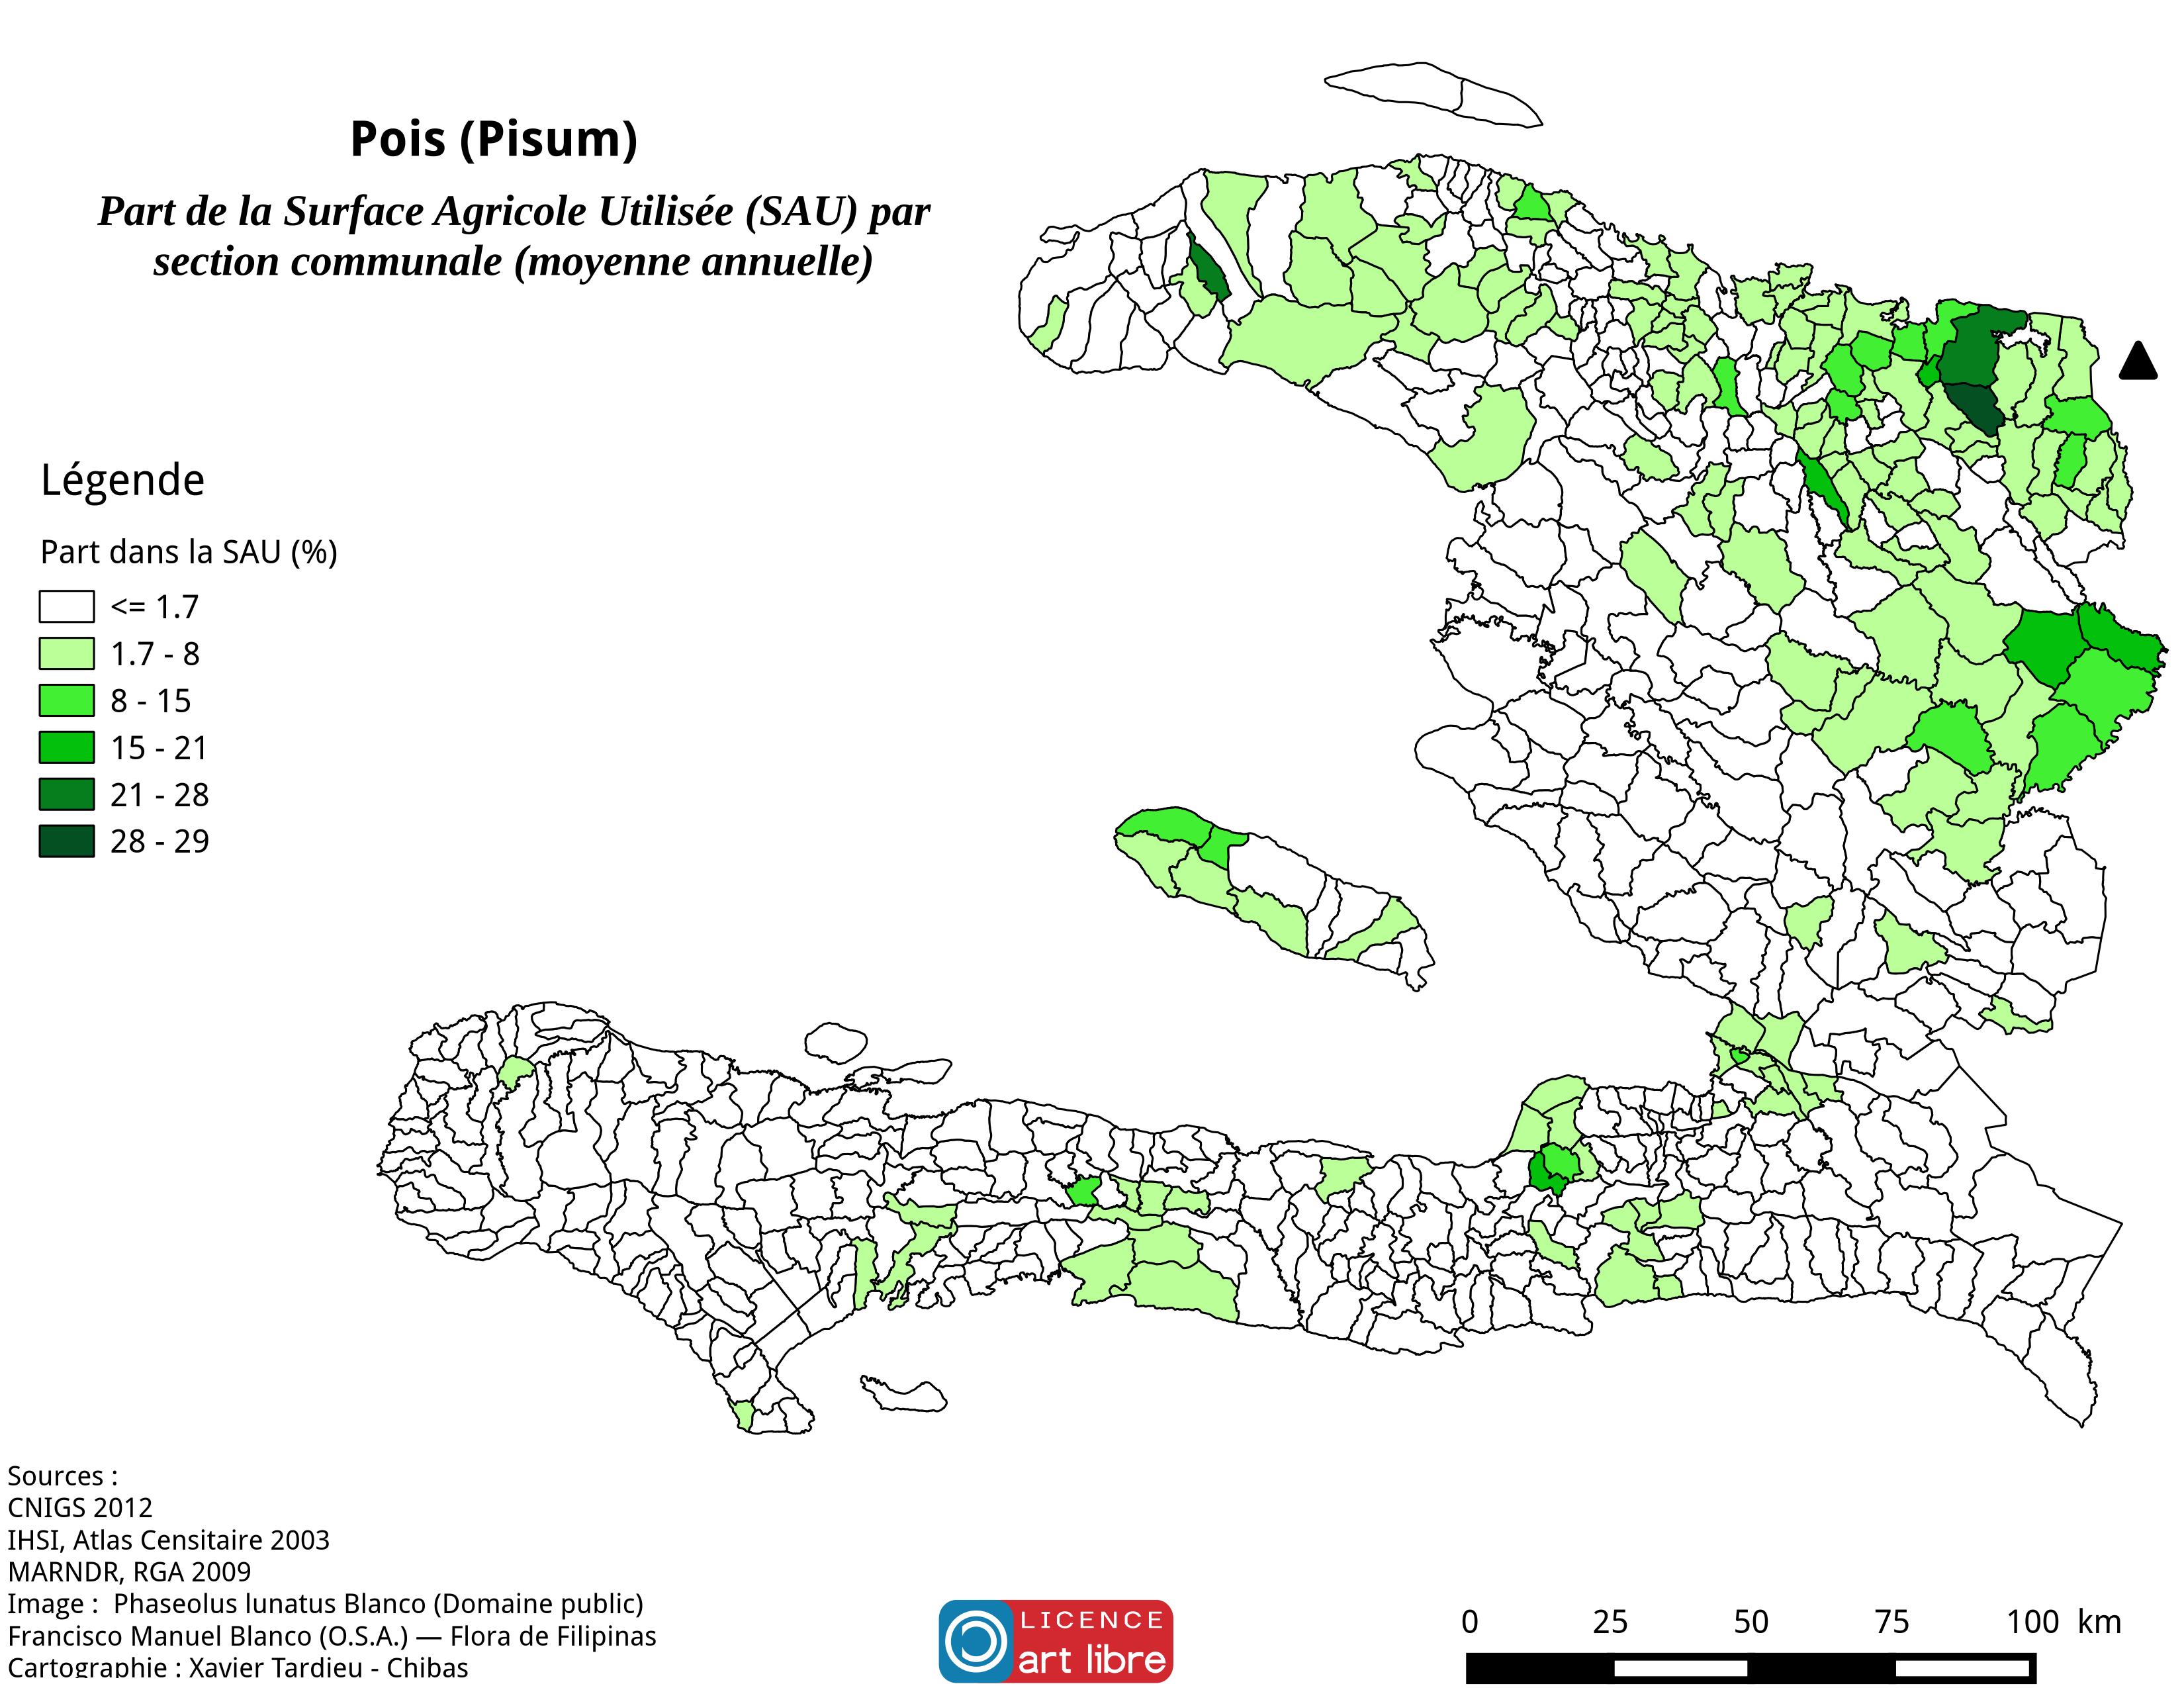 Pois (Pisum)
Part de la Surface Agricole Utilisée (SAU) par
section communale (moyenne annuelle)
Légende
Part dans la SAU (%)
<= 1.7
1.7 - 8
8 - 15
15 - 21
21 - 28
28 - 29
Sources :
CNIGS 2012
IHSI, Atlas Censitaire 2003
MARNDR, RGA 2009
Image :  Phaseolus lunatus Blanco (Domaine public)
Francisco Manuel Blanco (O.S.A.) — Flora de Filipinas
Cartographie : Xavier Tardieu - Chibas
LICENCE
art libre
0 25 50 75 100 km